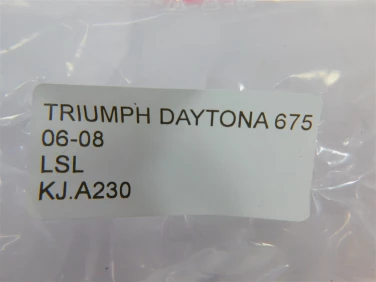 TRIUMPH DAYTONA 675
06-08
LSL
KJ.A230